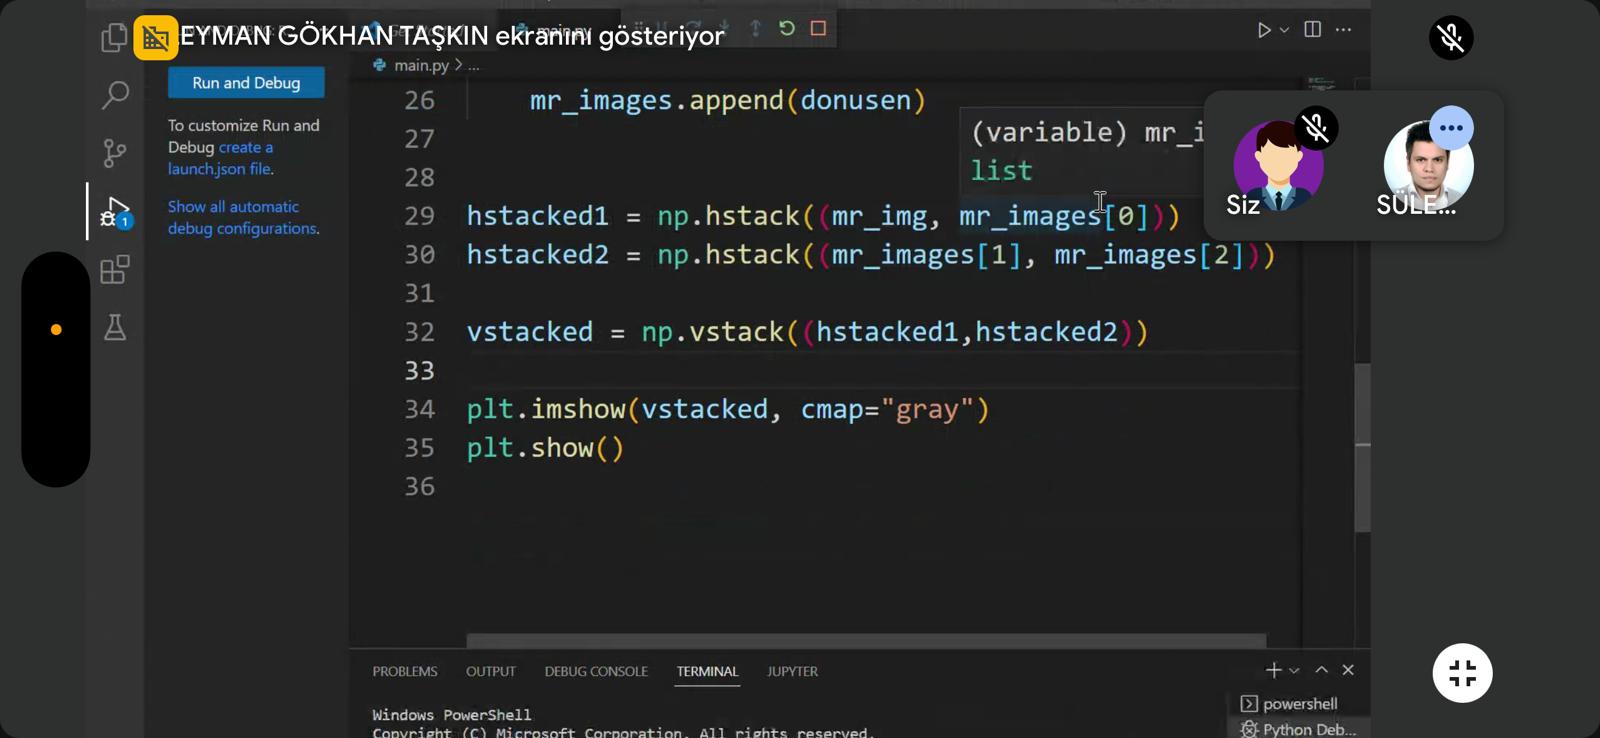 EYMAN GÖKHAN TAŞKIN ekranını gösteriyor
main.py
Run and Debug
To customize Run and
Debug create a
launch.json file.
Show all automatic
debug configurations.
main.py > ...
26 mr_images.append(donusen)
27
28
29 hstacked1 = np.hstack((mr_img, mr_images[0]))
30 hstacked2 = np.hstack((mr_images[1], mr_images[2]))
31
32 vstacked = np.vstack((hstacked1,hstacked2))
33
34 plt.imshow(vstacked, cmap="gray")
35 plt.show()
36
(variable) mr_i
list
Siz
SÜLE...
1
PROBLEMS OUTPUT DEBUG CONSOLE TERMINAL JUPYTER
Windows PowerShell
Copyright (C) Microsoft Corporation. All rights reserved.
powershell
Python Deb...